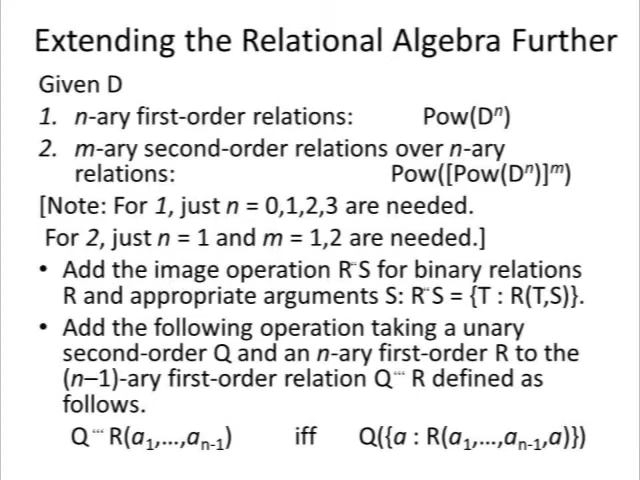 Extending the Relational Algebra Further
Given D
1. n-ary first-order relations: Pow(Dⁿ)
2. m-ary second-order relations over n-ary
relations: Pow([Pow(Dⁿ)]ᵐ)
[Note: For 1, just n = 0,1,2,3 are needed.
For 2, just n = 1 and m = 1,2 are needed.]
• Add the image operation R¨S for binary relations
R and appropriate arguments S: R¨S = {T : R(T,S)}.
• Add the following operation taking a unary
second-order Q and an n-ary first-order R to the
(n–1)-ary first-order relation Q R defined as
follows.
Q R(a₁,...,aₙ₋₁) iff Q({a : R(a₁,...,aₙ₋₁,a)})